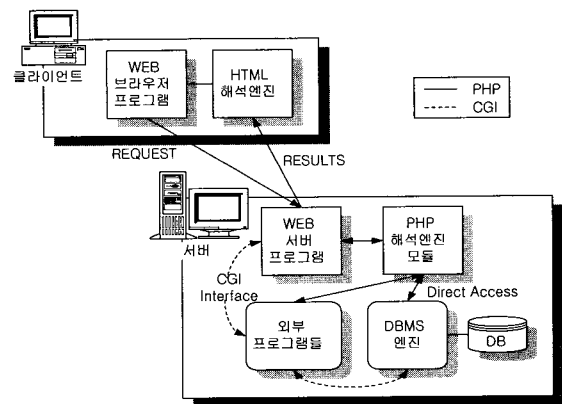 클라이언트
WEB
브라우저
프로그램
HTML
해석엔진
PHP
CGI
REQUEST
RESULTS
서버
WEB
서버
프로그램
PHP
해석엔진
모듈
CGI
Interface
Direct Access
외부
프로그램들
DBMS
엔진
DB